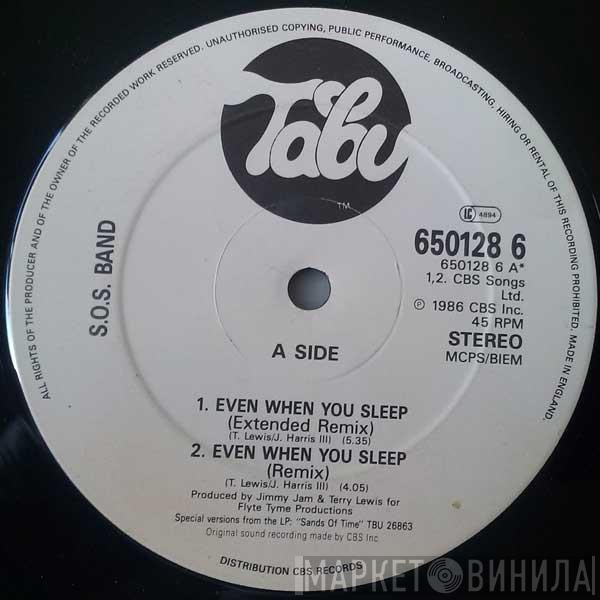 ALL RIGHTS OF THE PRODUCER AND OF THE OWNER OF THE RECORDED WORK RESERVED. UNAUTHORISED COPYING, PUBLIC PERFORMANCE, BROADCASTING, HIRING OR RENTAL OF THIS RECORDING PROHIBITED. MADE IN ENGLAND.
Tabu
TM
LC 4894
S.O.S. BAND
650128 6
650128 6 A*
1,2. CBS Songs
Ltd.
℗ 1986 CBS Inc.
45 RPM
STEREO
MCPS/BIEM
A SIDE
1. EVEN WHEN YOU SLEEP
(Extended Remix)
(T. Lewis/J. Harris III) (5.35)
2. EVEN WHEN YOU SLEEP
(Remix)
(T. Lewis/J. Harris III) (4.05)
Produced by Jimmy Jam & Terry Lewis for
Flyte Tyme Productions
Special versions from the LP: "Sands Of Time" TBU 26863
Original sound recording made by CBS Inc.
DISTRIBUTION CBS RECORDS
МАРКЕТ ВИНИЛА